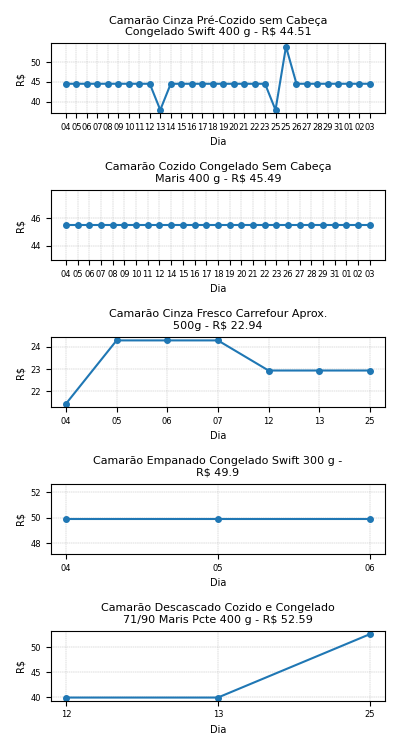 Camarão Cinza Pré-Cozido sem Cabeça
Congelado Swift 400 g - R$ 44.51
50
45
40
R$
04 05 06 07 08 09 10 11 12 13 14 15 16 17 18 19 20 21 22 23 24 25 26 27 28 29 31 01 02 03
Dia
Camarão Cozido Congelado Sem Cabeça
Maris 400 g - R$ 45.49
46
44
R$
04 05 06 07 08 09 10 11 12 14 15 16 17 18 19 20 21 22 23 26 27 28 29 31 01 02 03
Dia
Camarão Cinza Fresco Carrefour Aprox.
500g - R$ 22.94
24
23
22
R$
04 05 06 07 12 13 25
Dia
Camarão Empanado Congelado Swift 300 g -
R$ 49.9
52
50
48
R$
04 05 06
Dia
Camarão Descascado Cozido e Congelado
71/90 Maris Pcte 400 g - R$ 52.59
50
45
40
R$
12 13 25
Dia